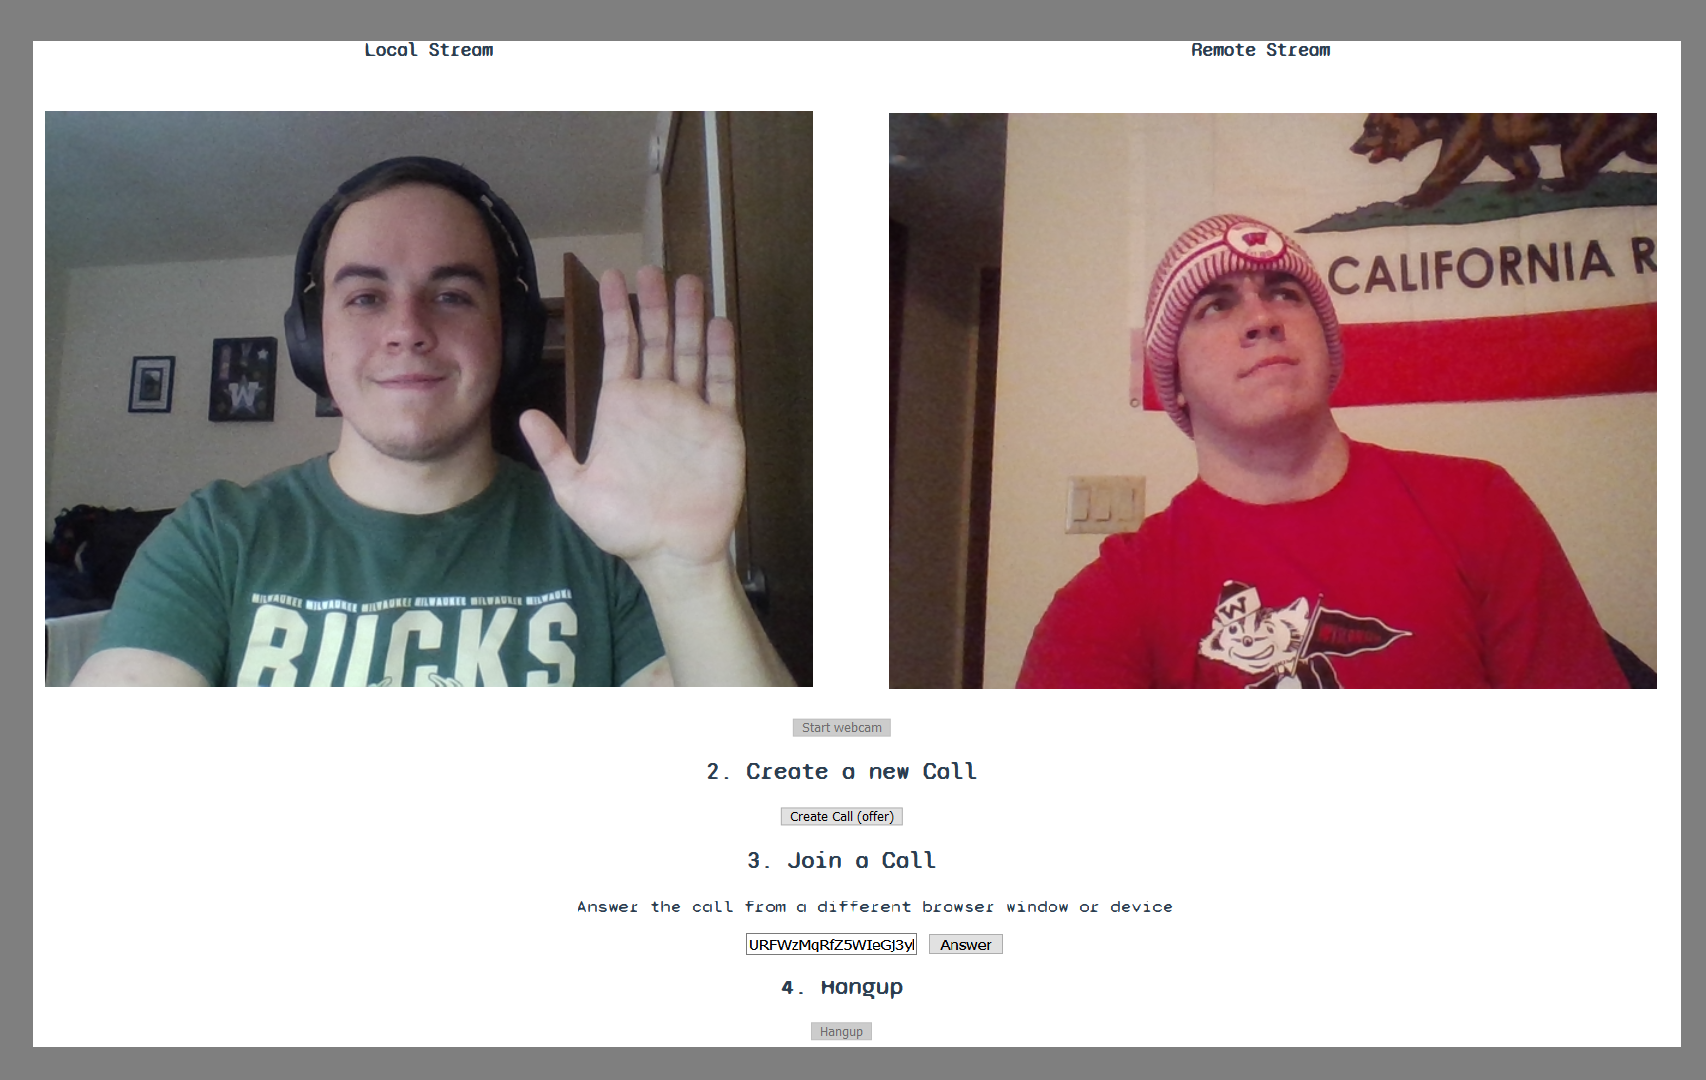 Local Stream
Remote Stream
W
MILWAUKEE MILWAUKEE MILWAUKEE MILWAUKEE MILWAUKEE MILWAUKEE
BUCKS
W
CALIFORNIA R
W
Start webcam
2. Create a new Call
Create Call (offer)
3. Join a Call
Answer the call from a different browser window or device
Answer
4. Hangup
Hangup